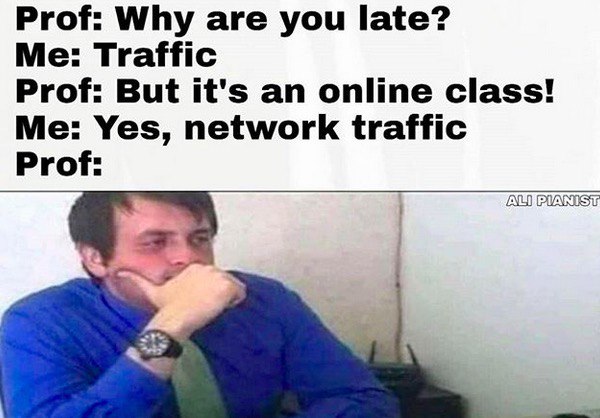 Prof: Why are you late?
Me: Traffic
Prof: But it's an online class!
Me: Yes, network traffic
Prof:
ALI PIANIST